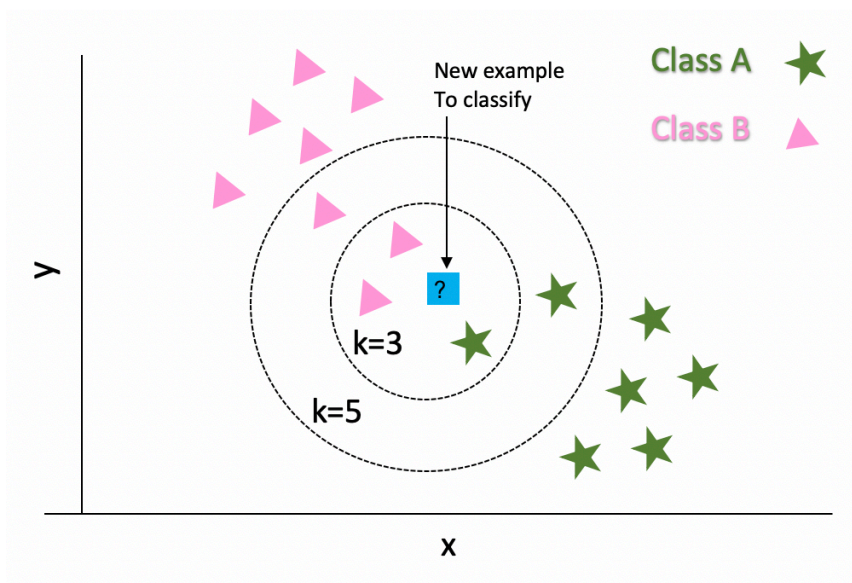 New example
To classify
Class A
Class B
y
?
k=3
k=5
x